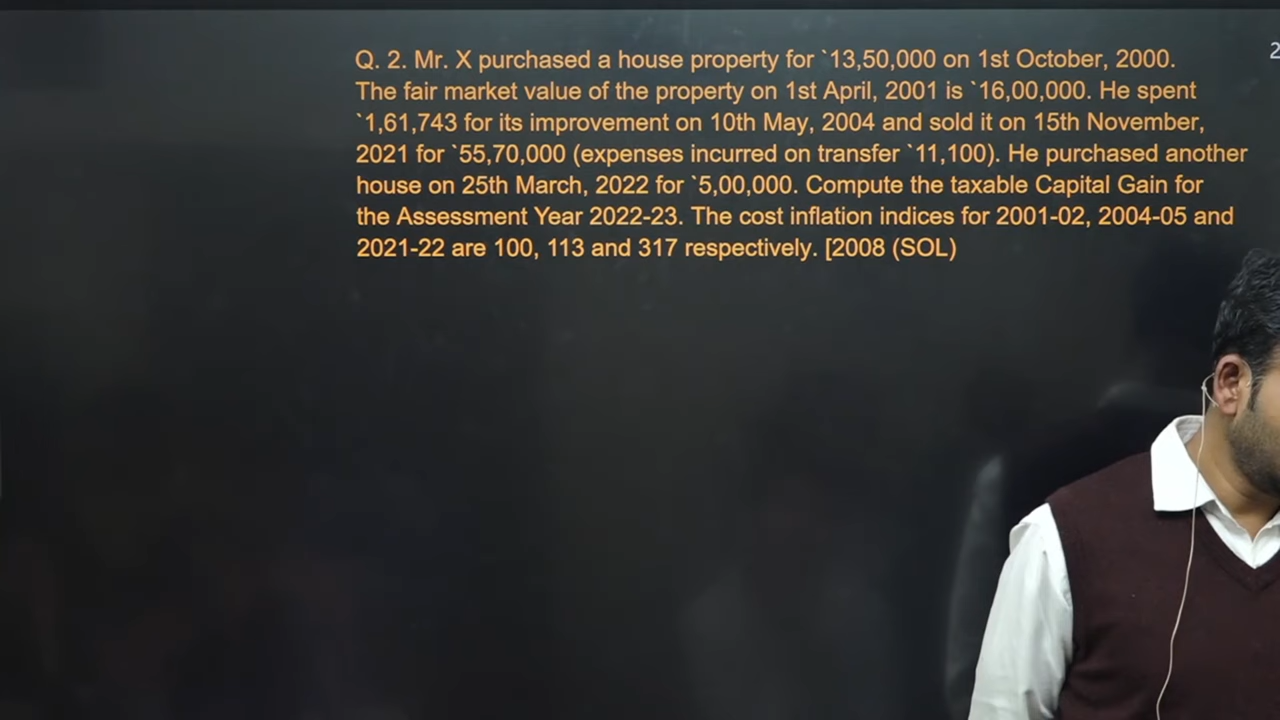 Q. 2. Mr. X purchased a house property for `13,50,000 on 1st October, 2000.
The fair market value of the property on 1st April, 2001 is `16,00,000. He spent
`1,61,743 for its improvement on 10th May, 2004 and sold it on 15th November,
2021 for `55,70,000 (expenses incurred on transfer `11,100). He purchased another
house on 25th March, 2022 for `5,00,000. Compute the taxable Capital Gain for
the Assessment Year 2022-23. The cost inflation indices for 2001-02, 2004-05 and
2021-22 are 100, 113 and 317 respectively. [2008 (SOL)